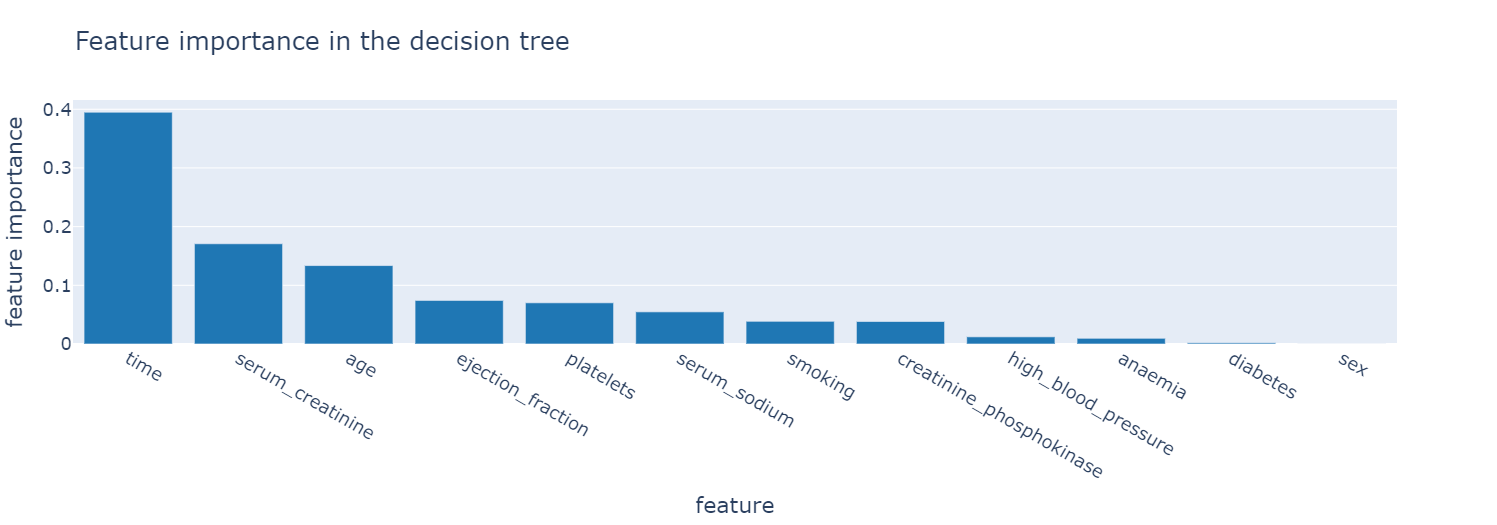 Feature importance in the decision tree
feature importance
0.4
0.3
0.2
0.1
0
time
serum_creatinine
age
ejection_fraction
platelets
serum_sodium
smoking
creatinine_phosphokinase
high_blood_pressure
anaemia
diabetes
sex
feature